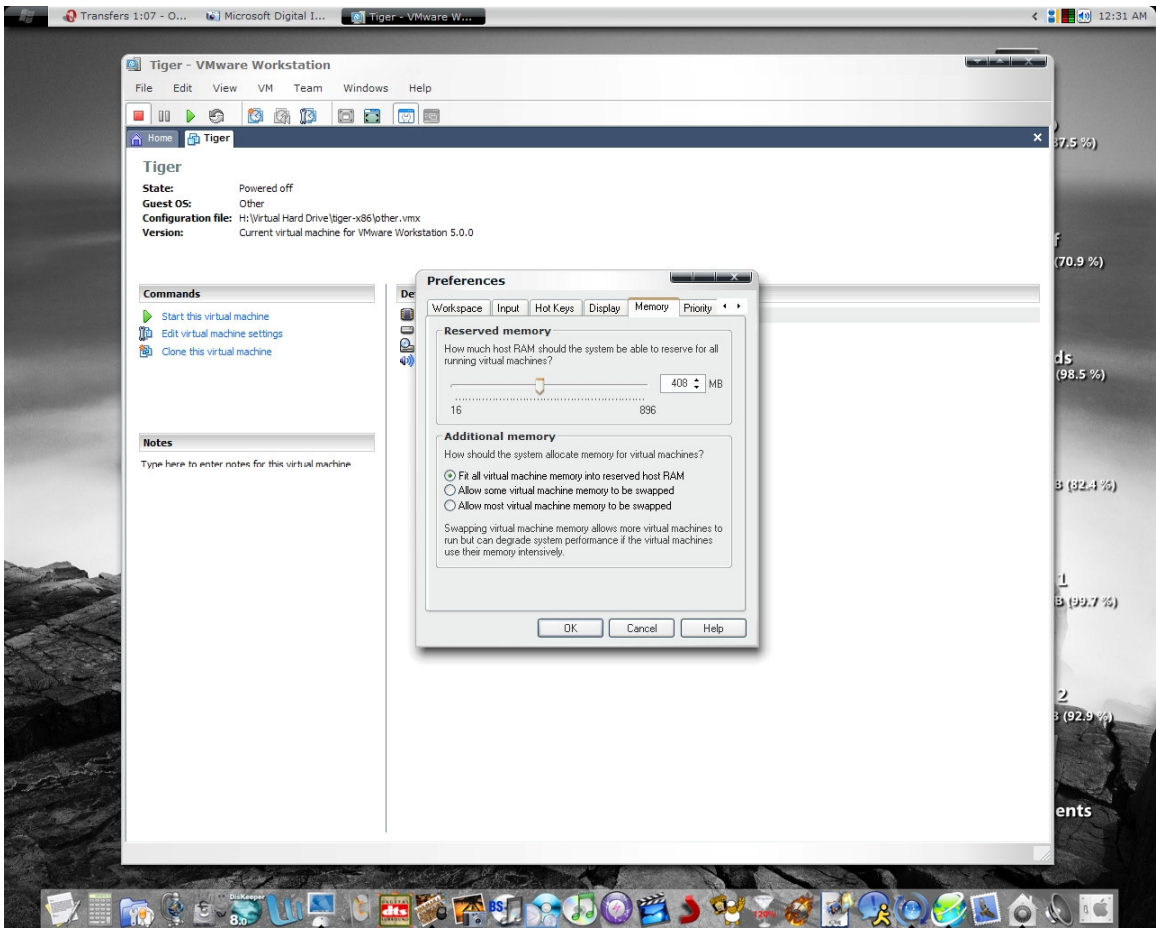 Transfers 1:07 - O...
Microsoft Digital I...
Tiger - VMware W...
12:31 AM
Tiger - VMware Workstation
File Edit View VM Team Windows Help
Home
Tiger
37.5 %)
Tiger
State: Powered off
Guest OS: Other
Configuration file: H:\Virtual Hard Drive\tiger-x86\other.vmx
Version: Current virtual machine for VMware Workstation 5.0.0
(70.9 %)
Commands
De
Start this virtual machine
Edit virtual machine settings
Clone this virtual machine
Preferences
Workspace Input Hot Keys Display Memory Priority
Reserved memory
How much host RAM should the system be able to reserve for all
running virtual machines?
408 MB
16 896
ds
(98.5 %)
Notes
Type here to enter notes for this virtual machine
Additional memory
How should the system allocate memory for virtual machines?
Fit all virtual machine memory into reserved host RAM
Allow some virtual machine memory to be swapped
Allow most virtual machine memory to be swapped
Swapping virtual machine memory allows more virtual machines to
run but can degrade system performance if the virtual machines
use their memory intensively.
OK Cancel Help
B (82.4 %)
1
B (99.7 %)
2
B (92.9 %)
ents
DisKeeper
8.0
dts
BS
120%